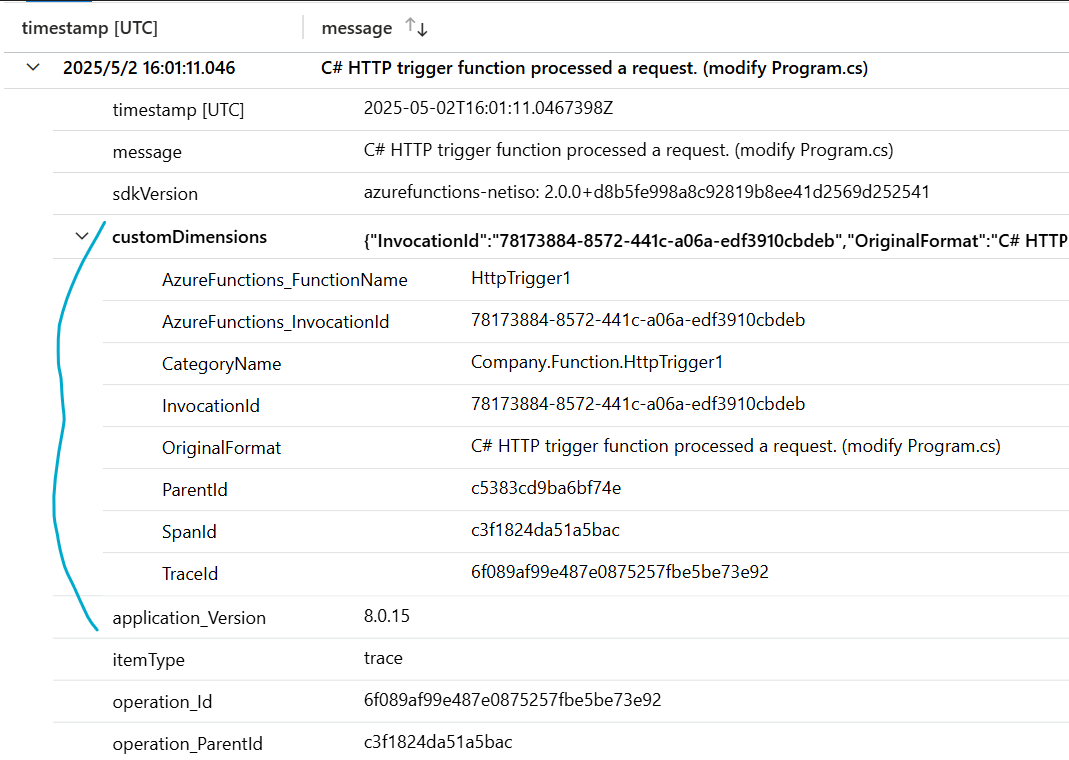 timestamp [UTC] message ↑↓
2025/5/2 16:01:11.046 C# HTTP trigger function processed a request. (modify Program.cs)
timestamp [UTC] 2025-05-02T16:01:11.0467398Z
message C# HTTP trigger function processed a request. (modify Program.cs)
sdkVersion azurefunctions-netiso: 2.0.0+d8b5fe998a8c92819b8ee41d2569d252541
customDimensions {"InvocationId":"78173884-8572-441c-a06a-edf3910cbdeb","OriginalFormat":"C# HTTP
AzureFunctions_FunctionName HttpTrigger1
AzureFunctions_InvocationId 78173884-8572-441c-a06a-edf3910cbdeb
CategoryName Company.Function.HttpTrigger1
InvocationId 78173884-8572-441c-a06a-edf3910cbdeb
OriginalFormat C# HTTP trigger function processed a request. (modify Program.cs)
ParentId c5383cd9ba6bf74e
SpanId c3f1824da51a5bac
TraceId 6f089af99e487e0875257fbe5be73e92
application_Version 8.0.15
itemType trace
operation_Id 6f089af99e487e0875257fbe5be73e92
operation_ParentId c3f1824da51a5bac